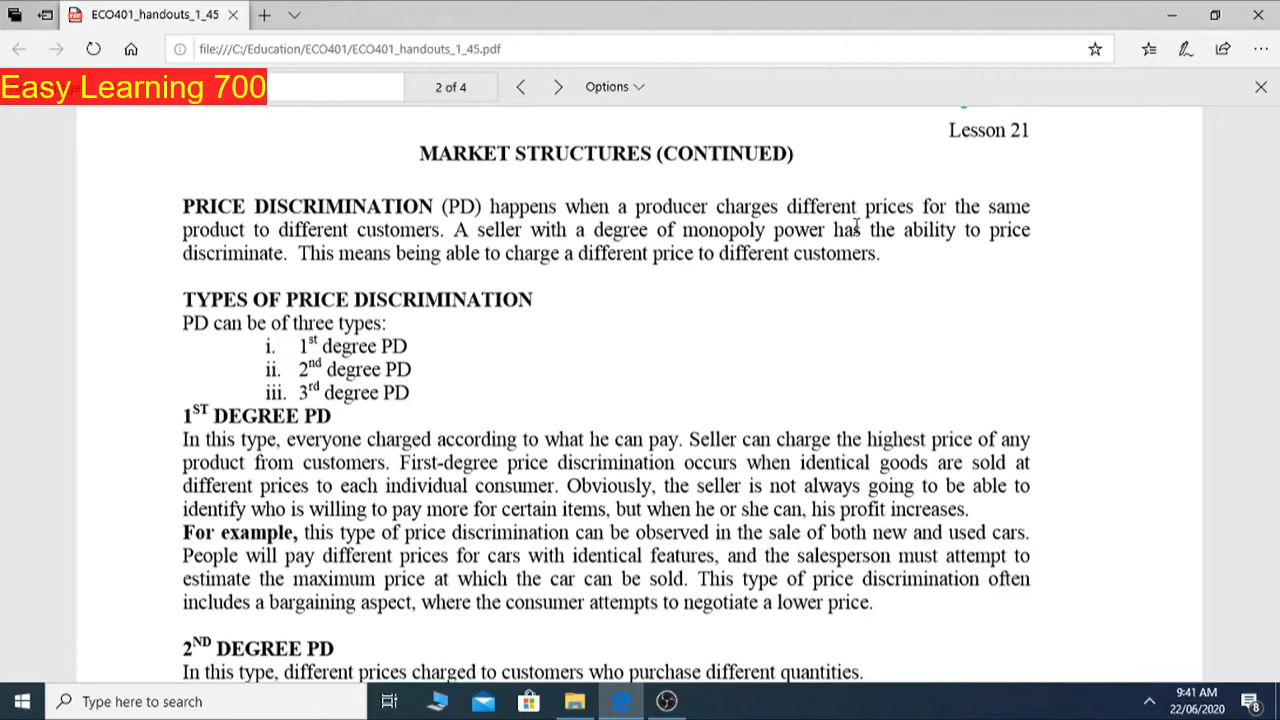 ECO401_handouts_1_45
file:///C:/Education/ECO401/ECO401_handouts_1_45.pdf
Easy Learning 700
2 of 4
Options
Lesson 21
MARKET STRUCTURES (CONTINUED)
PRICE DISCRIMINATION (PD) happens when a producer charges different prices for the same
product to different customers. A seller with a degree of monopoly power has the ability to price
discriminate. This means being able to charge a different price to different customers.
TYPES OF PRICE DISCRIMINATION
PD can be of three types:
i. 1st degree PD
ii. 2nd degree PD
iii. 3rd degree PD
1ST DEGREE PD
In this type, everyone charged according to what he can pay. Seller can charge the highest price of any
product from customers. First-degree price discrimination occurs when identical goods are sold at
different prices to each individual consumer. Obviously, the seller is not always going to be able to
identify who is willing to pay more for certain items, but when he or she can, his profit increases.
For example, this type of price discrimination can be observed in the sale of both new and used cars.
People will pay different prices for cars with identical features, and the salesperson must attempt to
estimate the maximum price at which the car can be sold. This type of price discrimination often
includes a bargaining aspect, where the consumer attempts to negotiate a lower price.
2ND DEGREE PD
In this type, different prices charged to customers who purchase different quantities.
Type here to search
9:41 AM
22/06/2020
8